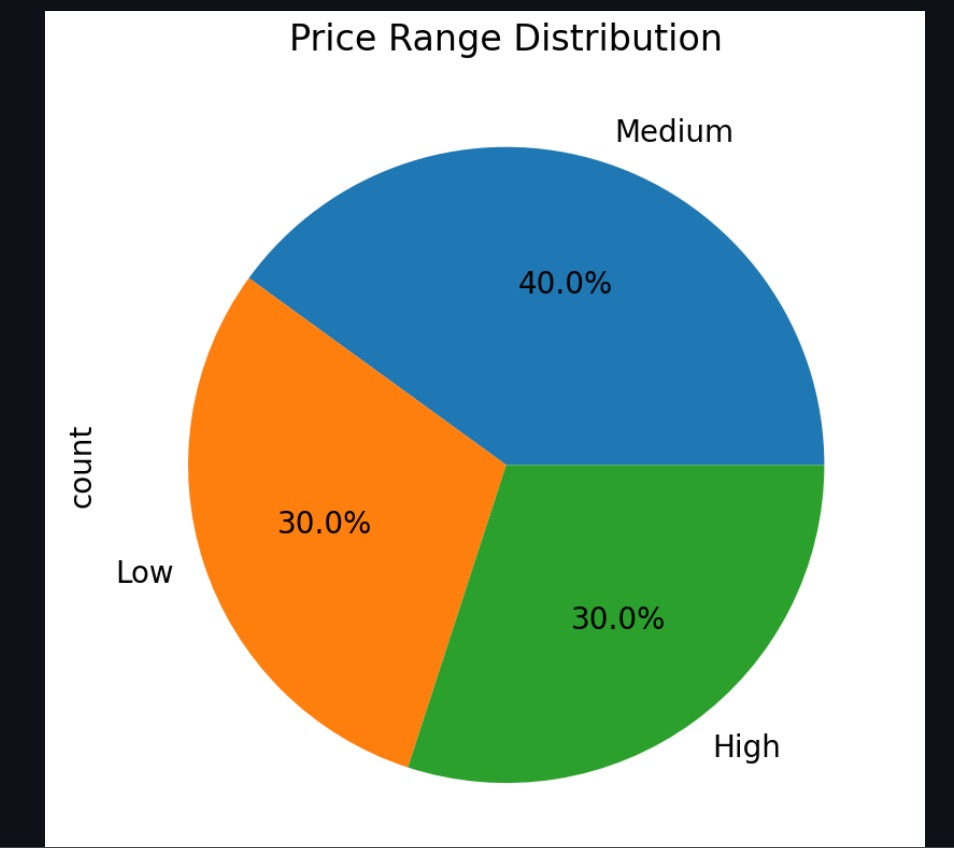 Price Range Distribution
Medium
40.0%
count
30.0%
Low
30.0%
High